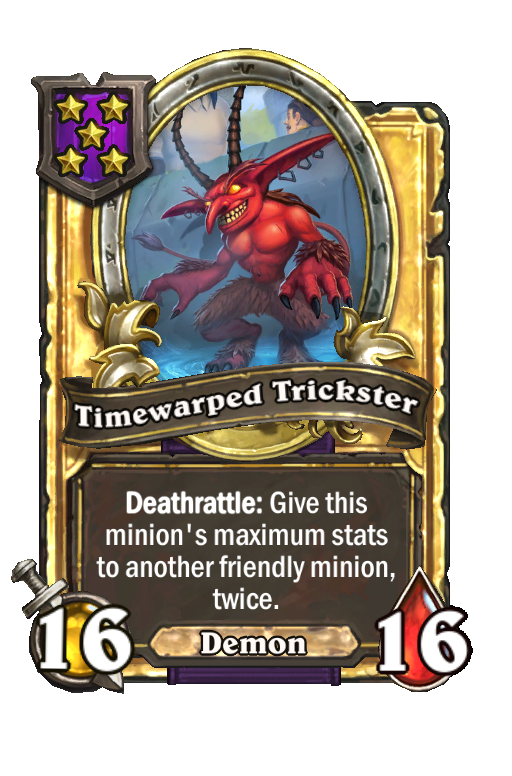 Timewarped Trickster
Deathrattle: Give this
minion's maximum stats
to another friendly minion,
twice.
16
Demon
16